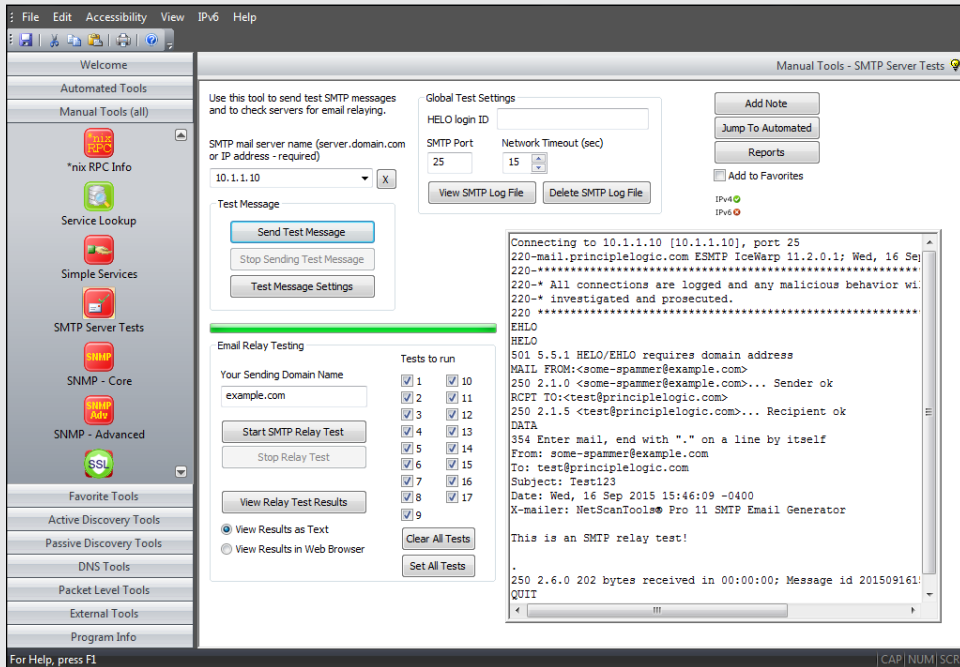 File Edit Accessibility View IPv6 Help
Welcome
Automated Tools
Manual Tools (all)
*nix RPC
*nix RPC Info
Service Lookup
Simple Services
SMTP Server Tests
SNMP
SNMP - Core
SNMP Adv
SNMP - Advanced
SSL
Favorite Tools
Active Discovery Tools
Passive Discovery Tools
DNS Tools
Packet Level Tools
External Tools
Program Info
Manual Tools - SMTP Server Tests
Use this tool to send test SMTP messages
and to check servers for email relaying.
SMTP mail server name (server.domain.com
or IP address - required)
10.1.1.10
X
Test Message
Send Test Message
Stop Sending Test Message
Test Message Settings
Global Test Settings
HELO login ID
SMTP Port Network Timeout (sec)
25 15
View SMTP Log File Delete SMTP Log File
Add Note
Jump To Automated
Reports
Add to Favorites
IPv4
IPv6
Email Relay Testing
Your Sending Domain Name
example.com
Start SMTP Relay Test
Stop Relay Test
View Relay Test Results
View Results as Text
View Results in Web Browser
Tests to run
1 10
2 11
3 12
4 13
5 14
6 15
7 16
8 17
9
Clear All Tests
Set All Tests
Connecting to 10.1.1.10 [10.1.1.10], port 25
220-mail.principlelogic.com ESMTP IceWarp 11.2.0.1; Wed, 16 Sep
220-************************************************
220-* All connections are logged and any malicious behavior
220-* investigated and prosecuted.
220 ************************************************
EHLO
HELO
501 5.5.1 HELO/EHLO requires domain address
MAIL FROM:<some-spammer@example.com>
250 2.1.0 <some-spammer@example.com>... Sender ok
RCPT TO:<test@principlelogic.com>
250 2.1.5 <test@principlelogic.com>... Recipient ok
DATA
354 Enter mail, end with "." on a line by itself
From: some-spammer@example.com
To: test@principlelogic.com
Subject: Test123
Date: Wed, 16 Sep 2015 15:46:09 -0400
X-mailer: NetScanTools® Pro 11 SMTP Email Generator
This is an SMTP relay test!
.
250 2.6.0 202 bytes received in 00:00:00; Message id 201509161
QUIT
For Help, press F1
CAP NUM SCR